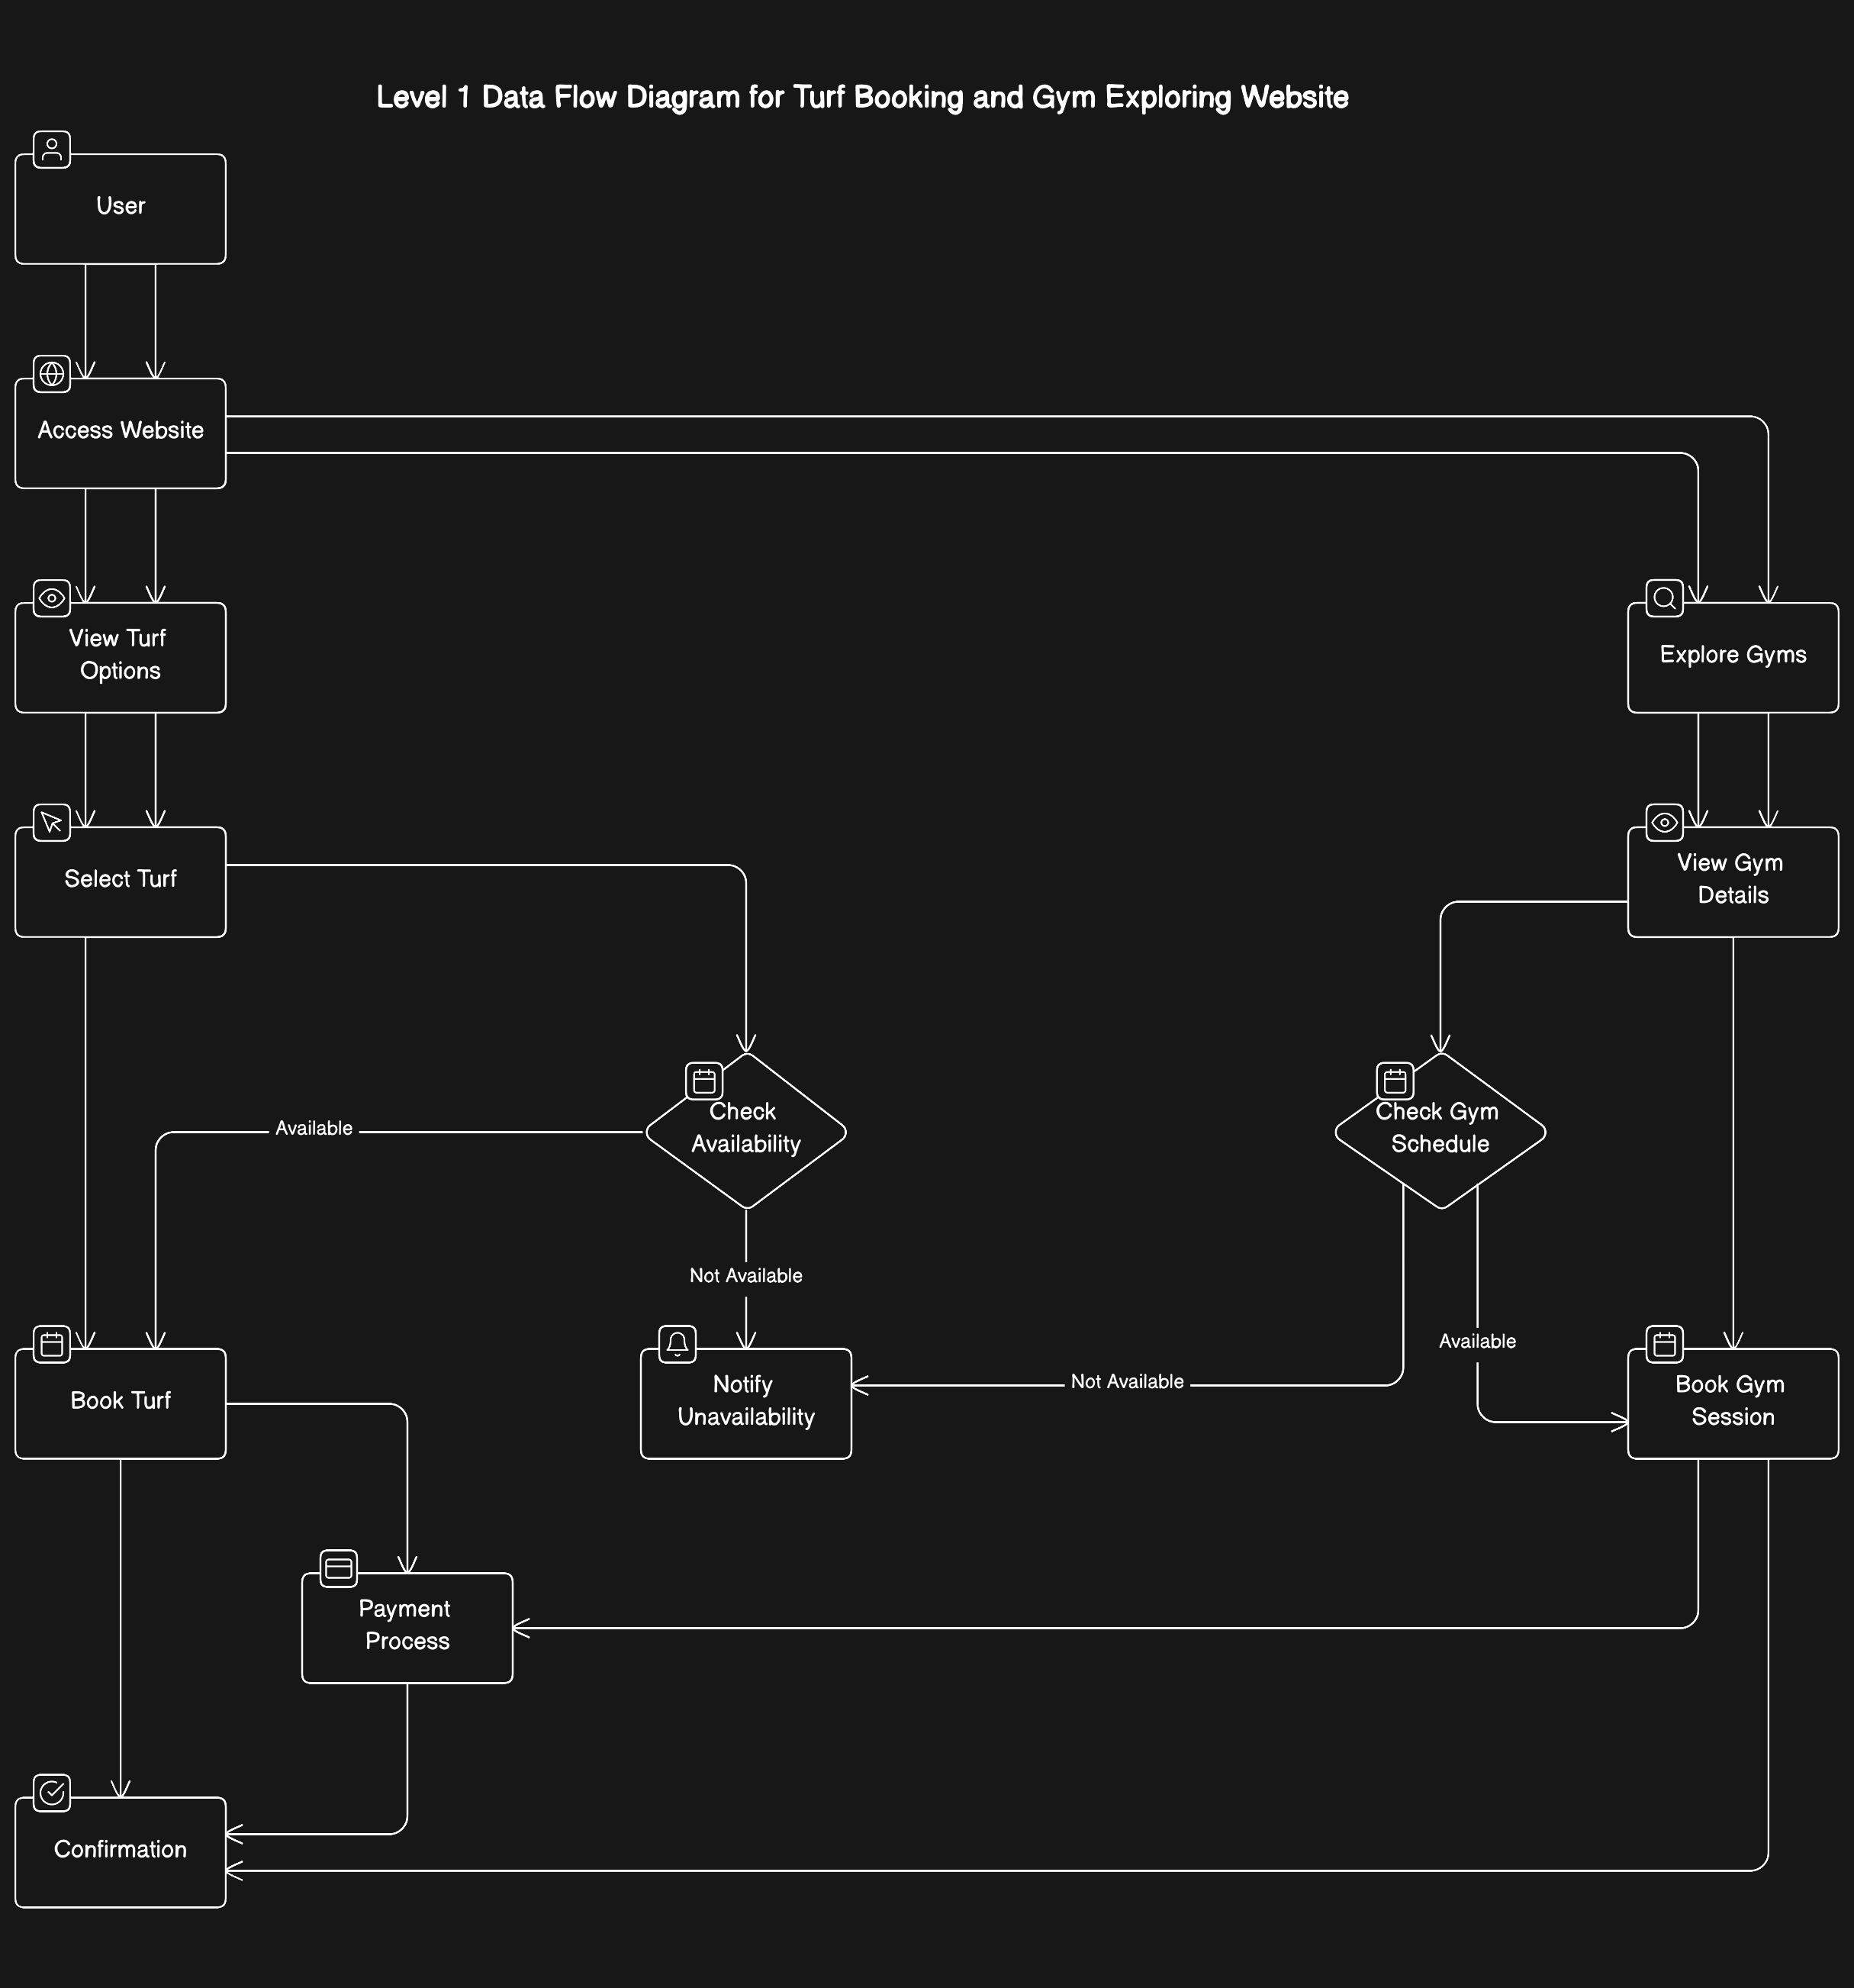 Level 1 Data Flow Diagram for Turf Booking and Gym Exploring Website
User
Access Website
View Turf
Options
Explore Gyms
Select Turf
View Gym
Details
Check
Availability
Check Gym
Schedule
Available
Not Available
Available
Not Available
Book Turf
Notify
Unavailability
Book Gym
Session
Payment
Process
Confirmation